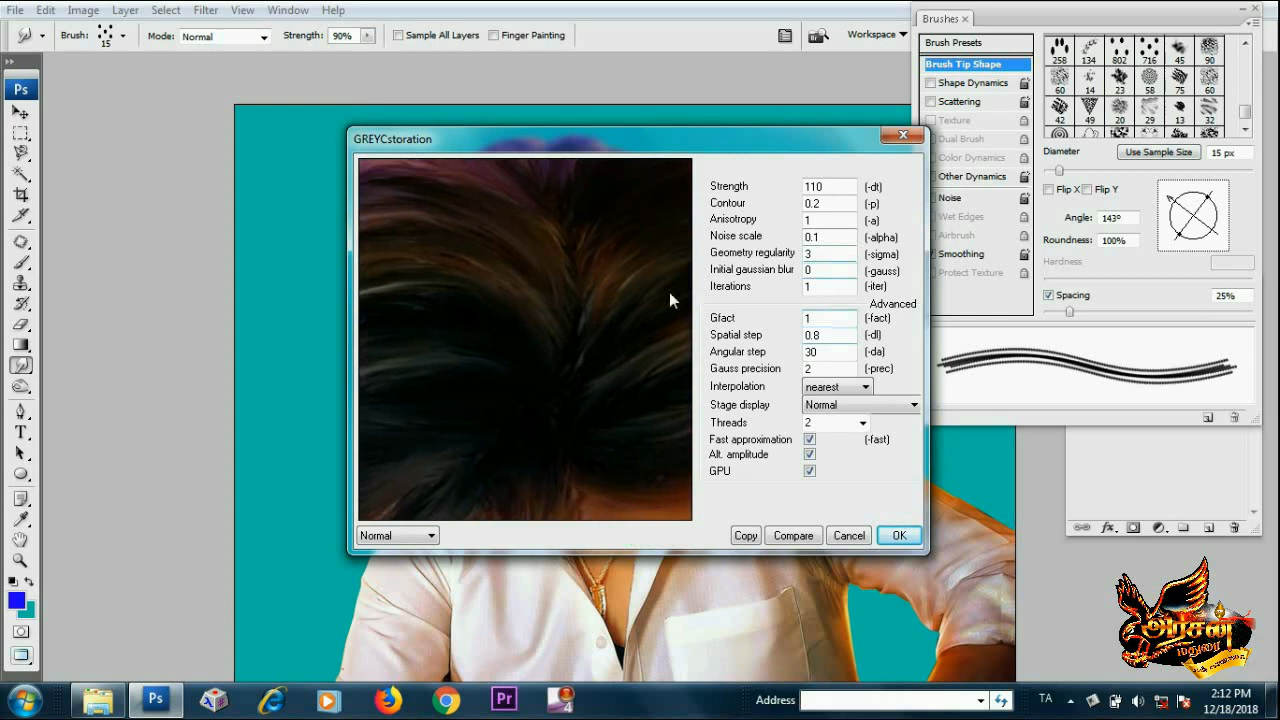 File Edit Image Layer Select Filter View Window Help
Brush: 15 Mode: Normal Strength: 90% Sample All Layers Finger Painting Workspace
Brushes
Brush Presets
Brush Tip Shape
Shape Dynamics
Scattering
Texture
Dual Brush
Color Dynamics
Other Dynamics
Noise
Wet Edges
Airbrush
Smoothing
Protect Texture
258 134 802 716 45 90
60 14 23 58 75 60
42 49 20 29 13 32
Diameter Use Sample Size 15 px
Flip X Flip Y
Angle: 143º
Roundness: 100%
Hardness
Spacing 25%
Ps
GREYCstoration
Strength 110 (-dt)
Contour 0.2 (-p)
Anisotropy 1 (-a)
Noise scale 0.1 (-alpha)
Geometry regularity 3 (-sigma)
Initial gaussian blur 0 (-gauss)
Iterations 1 (-iter)
Advanced
Gfact 1 (-fact)
Spatial step 0.8 (-dl)
Angular step 30 (-da)
Gauss precision 2 (-prec)
Interpolation nearest
Stage display Normal
Threads 2
Fast approximation (-fast)
Alt. amplitude
GPU
Normal Copy Compare Cancel OK
அரசன்
மதுரை
Ps Pr 4 Address TA 2:12 PM
12/18/2018